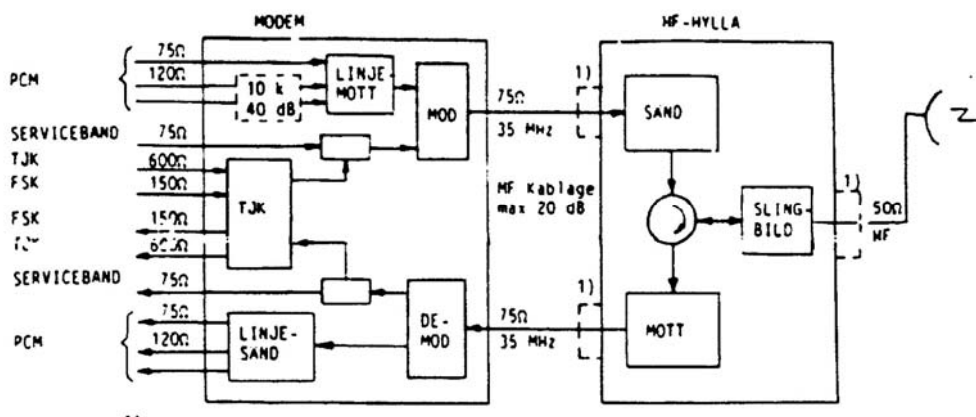 MODEM
HF-HYLLA
PCM
75Ω
120Ω
10 k
40 dB
LINJE
MOTT
MOD
75Ω
35 MHz
1)
SÄND
SERVICEBAND
75Ω
TJK
600Ω
FSK
150Ω
TJK
FSK
150Ω
600Ω
MF Kablage
max 20 dB
SLING-
BILD
1)
50Ω
HF
SERVICEBAND
75Ω
DE-
MOD
75Ω
35 MHz
1)
MOTT
PCM
75Ω
120Ω
LINJE-
SAND